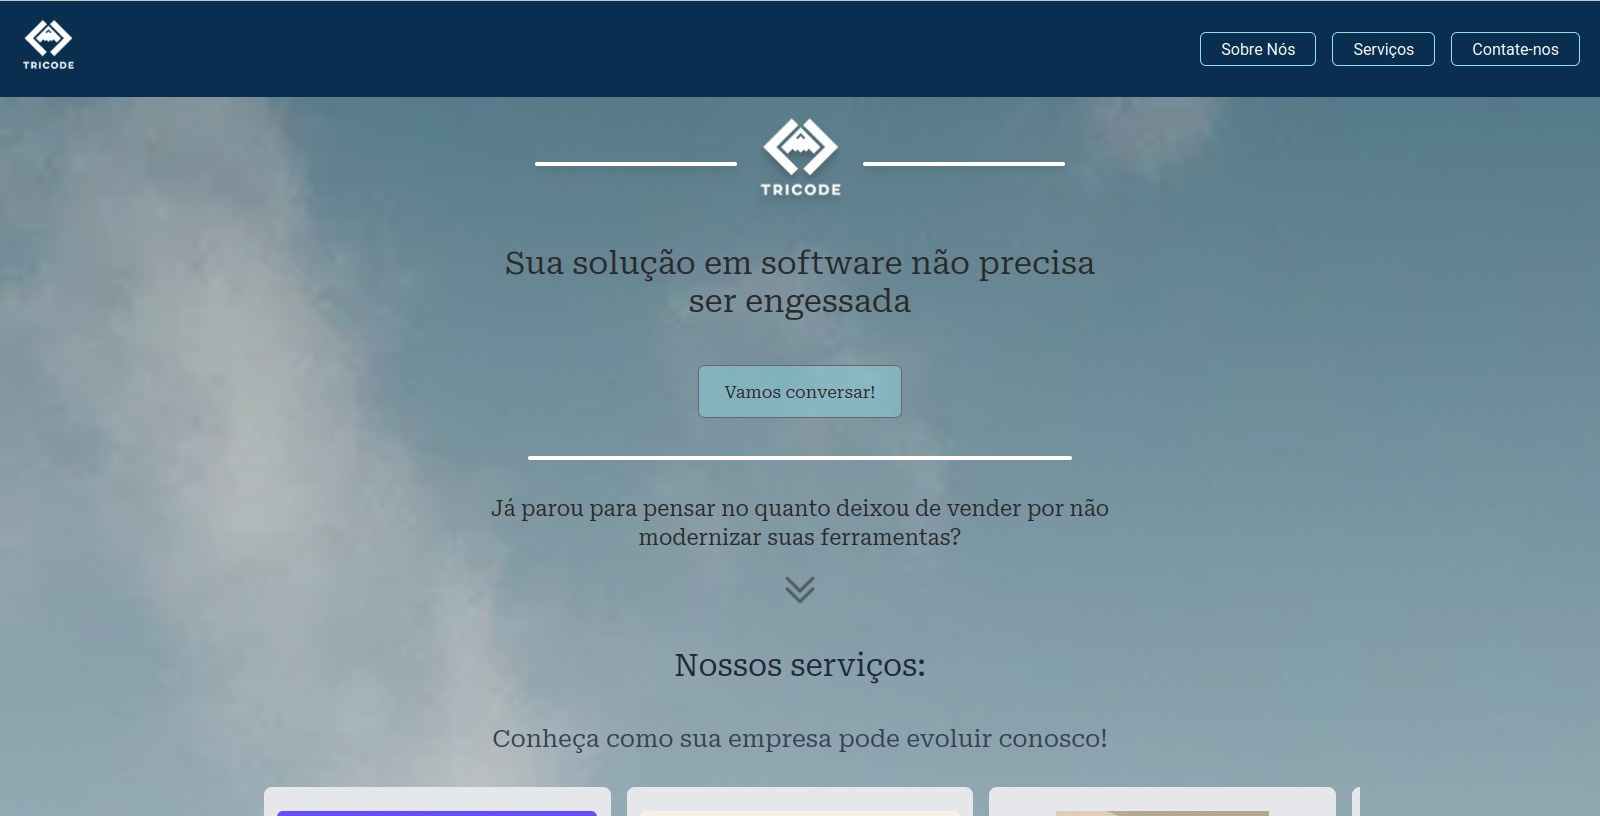 TRICODE
Sobre Nós
Serviços
Contate-nos
TRICODE
Sua solução em software não precisa
ser engessada
Vamos conversar!
Já parou para pensar no quanto deixou de vender por não
modernizar suas ferramentas?
Nossos serviços:
Conheça como sua empresa pode evoluir conosco!